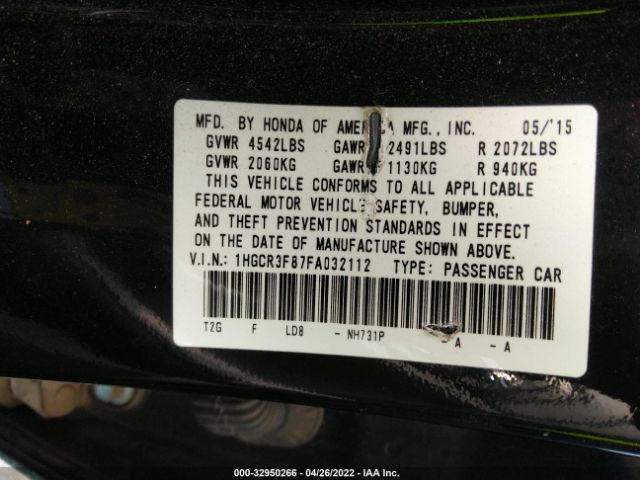 MFD. BY HONDA OF AMERICA MFG., INC. 05/'15
GVWR 4542LBS GAWR 2491LBS R 2072LBS
GVWR 2060KG GAWR 1130KG R 940KG
THIS VEHICLE CONFORMS TO ALL APPLICABLE
FEDERAL MOTOR VEHICLE SAFETY, BUMPER,
AND THEFT PREVENTION STANDARDS IN EFFECT
ON THE DATE OF MANUFACTURE SHOWN ABOVE.
V.I.N.: 1HGCR3F87FA032112 TYPE: PASSENGER CAR
T2G F LD8 - NH731P A - A
000-32950266 - 04/26/2022 - IAA Inc.